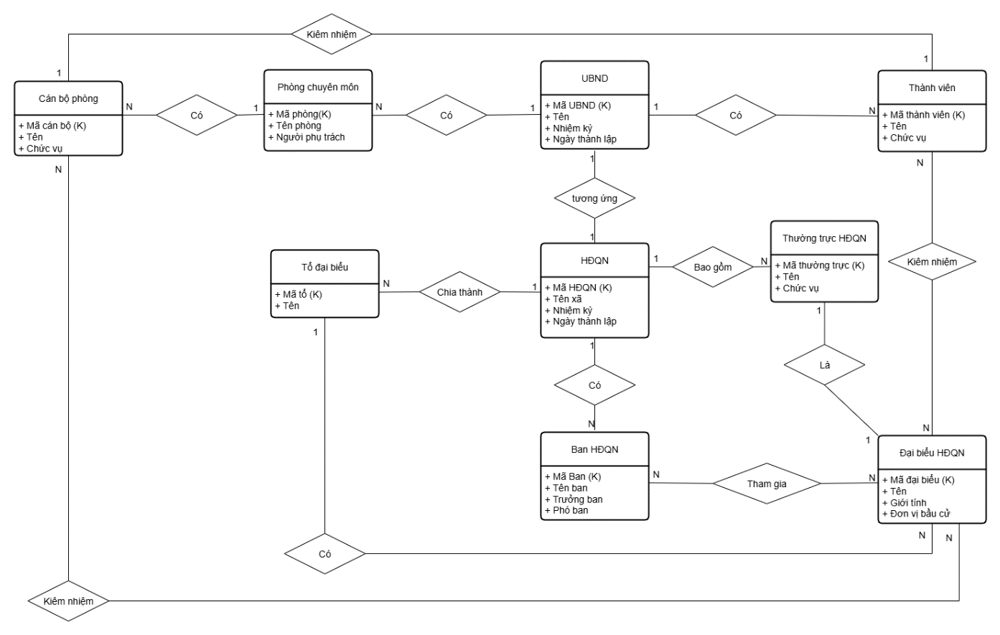 Kiêm nhiệm
1
1
Cán bộ phòng
+ Mã cán bộ (K)
+ Tên
+ Chức vụ
N
Có
1
Phòng chuyên môn
+ Mã phòng(K)
+ Tên phòng
+ Người phụ trách
N
Có
1
UBND
+ Mã UBND (K)
+ Tên
+ Nhiệm kỳ
+ Ngày thành lập
1
Có
N
Thành viên
+ Mã thành viên (K)
+ Tên
+ Chức vụ
N
1
N
tương ứng
1
Tổ đại biểu
+ Mã tổ (K)
+ Tên
N
Chia thành
1
HĐQN
+ Mã HĐQN (K)
+ Tên xã
+ Nhiệm kỳ
+ Ngày thành lập
1
Bao gồm
N
Thường trực HĐQN
+ Mã thường trực (K)
+ Tên
+ Chức vụ
Kiêm nhiệm
1
1
1
Có
Là
N
N
1
Ban HĐQN
+ Mã Ban (K)
+ Tên ban
+ Trưởng ban
+ Phó ban
N
Tham gia
N
Đại biểu HĐQN
+ Mã đại biểu (K)
+ Tên
+ Giới tính
+ Đơn vị bầu cử
N
N
Có
Kiêm nhiệm